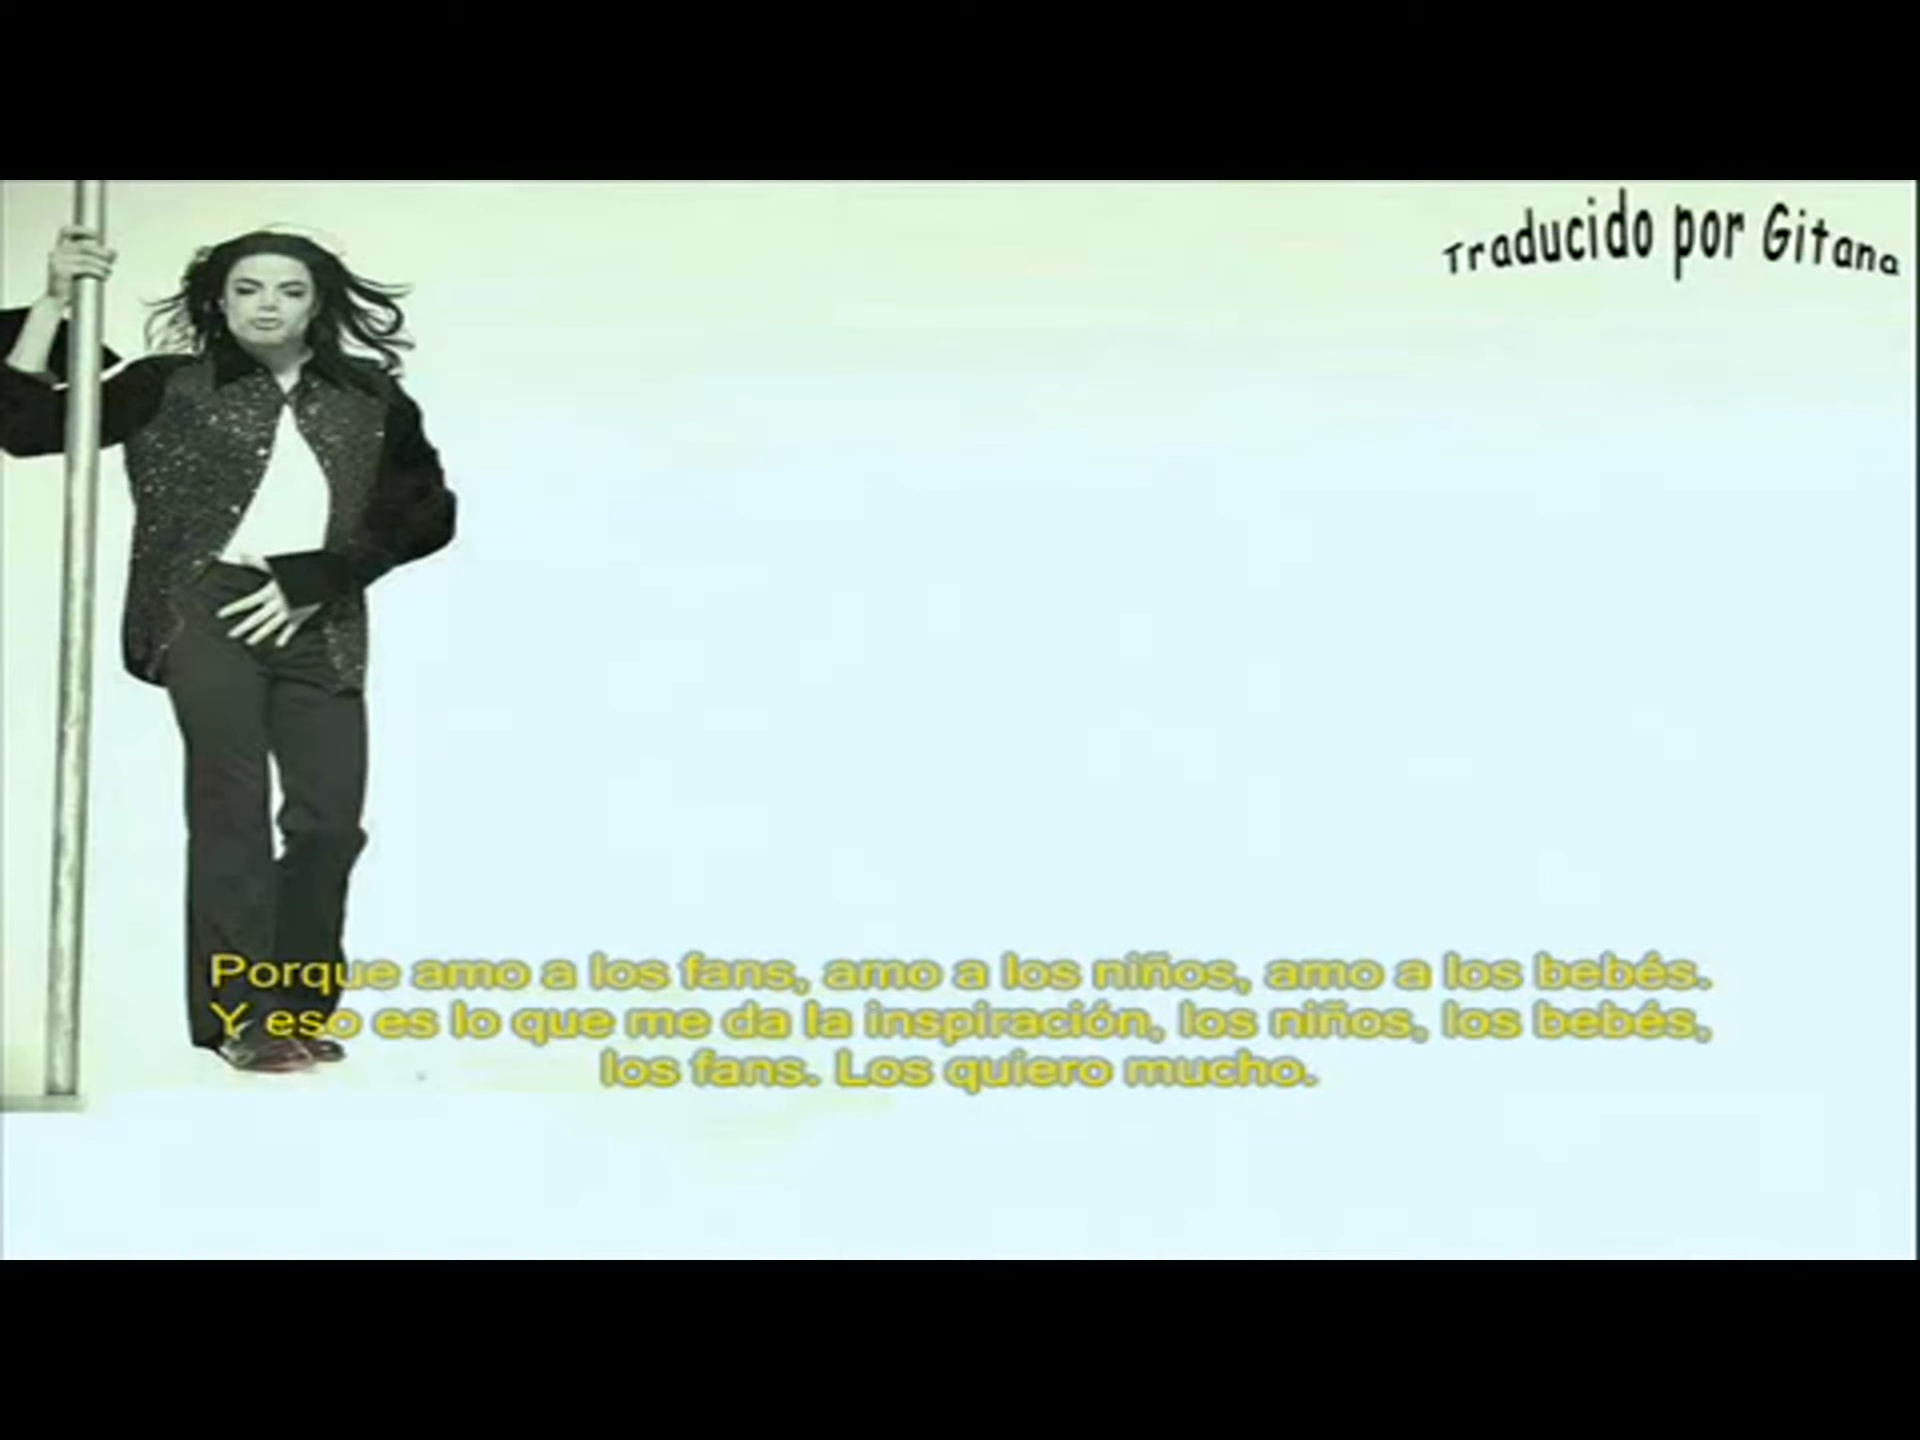 Traducido por Gitana
Porque amo a los fans, amo a los niños, amo a los bebés.
Y eso es lo que me da la inspiración, los niños, los bebés,
los fans. Los quiero mucho.